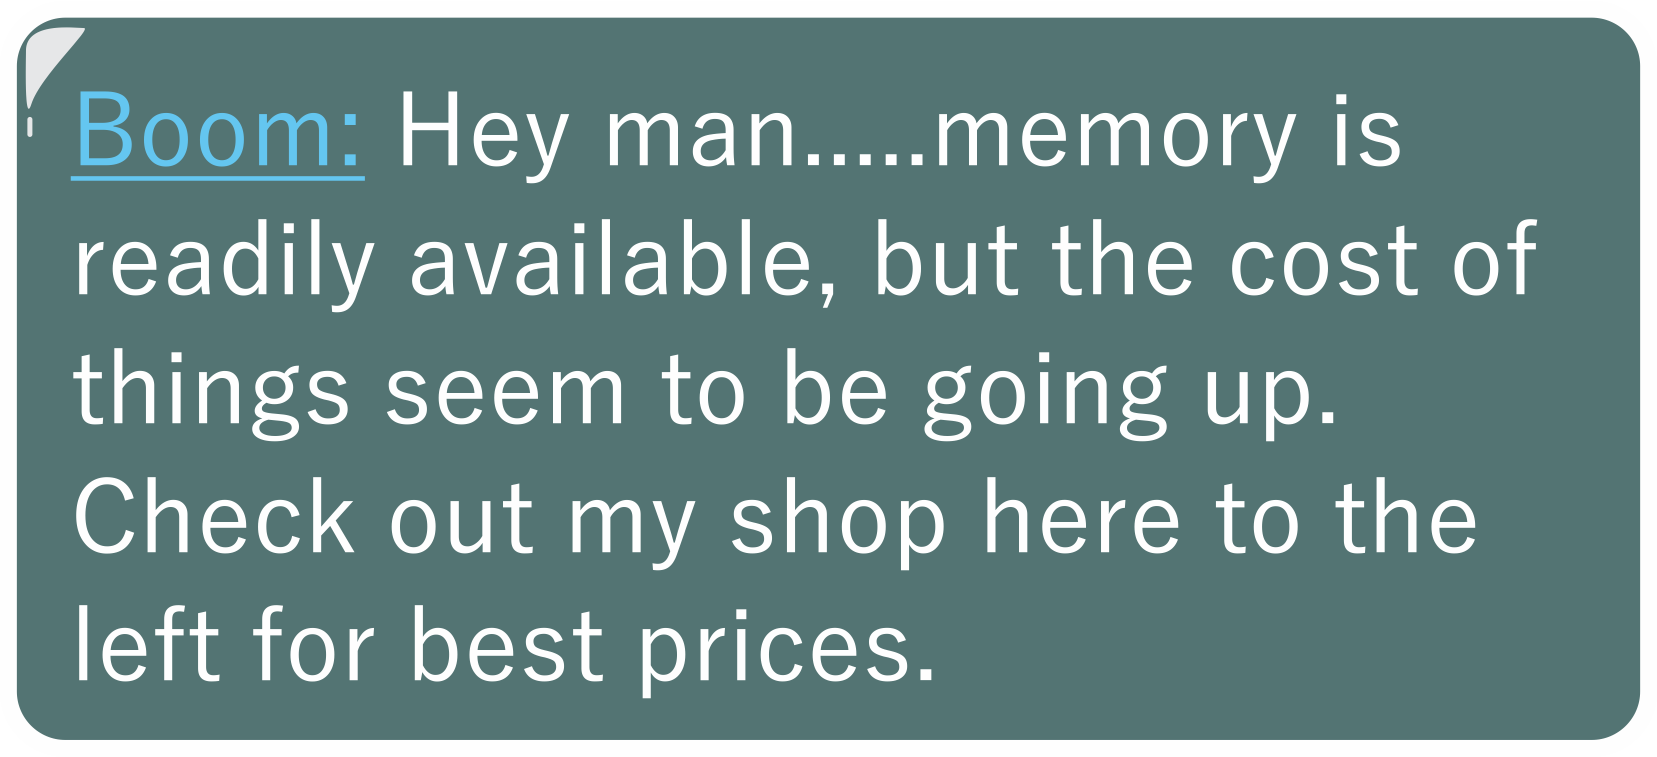 Boom: Hey man.....memory is
readily available, but the cost of
things seem to be going up.
Check out my shop here to the
left for best prices.